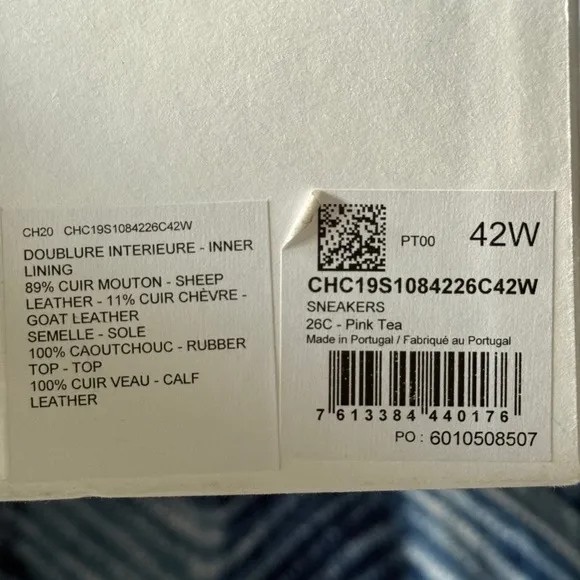 CH20 CHC19S1084226C42W
DOUBLURE INTERIEURE - INNER
LINING
89% CUIR MOUTON - SHEEP
LEATHER - 11% CUIR CHÈVRE -
GOAT LEATHER
SEMELLE - SOLE
100% CAOUTCHOUC - RUBBER
TOP - TOP
100% CUIR VEAU - CALF
LEATHER
PT00 42W
CHC19S1084226C42W
SNEAKERS
26C - Pink Tea
Made in Portugal / Fabriqué au Portugal
7 613384 440176
PO : 6010508507